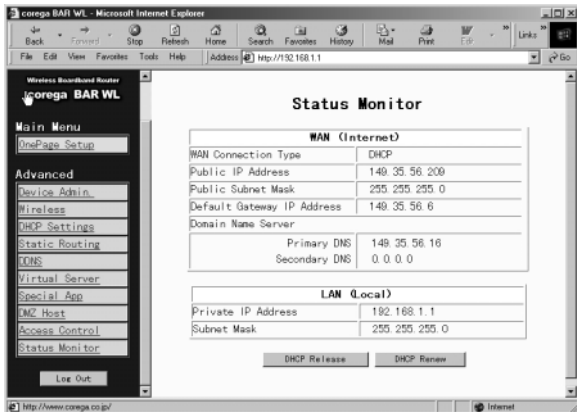 corega BAR WL - Microsoft Internet Explorer
Back Forward Stop Refresh Home Search Favorites History Mail Print Edit Links
File Edit View Favorites Tools Help Address http://192.168.1.1 Go
Wireless Boardband Router
corega BAR WL
Main Menu
OnePage Setup
Advanced
Device Admin.
Wireless
DHCP Settings
Static Routing
DDNS
Virtual Server
Special App
DMZ Host
Access Control
Status Monitor
Log Out
Status Monitor
WAN (Internet)
WAN Connection Type DHCP
Public IP Address 149.35.56.209
Public Subnet Mask 255.255.255.0
Default Gateway IP Address 149.35.56.6
Domain Name Server
Primary DNS 149.35.56.16
Secondary DNS 0.0.0.0
LAN (Local)
Private IP Address 192.168.1.1
Subnet Mask 255.255.255.0
DHCP Release DHCP Renew
http://www.corega.co.jp/ Internet